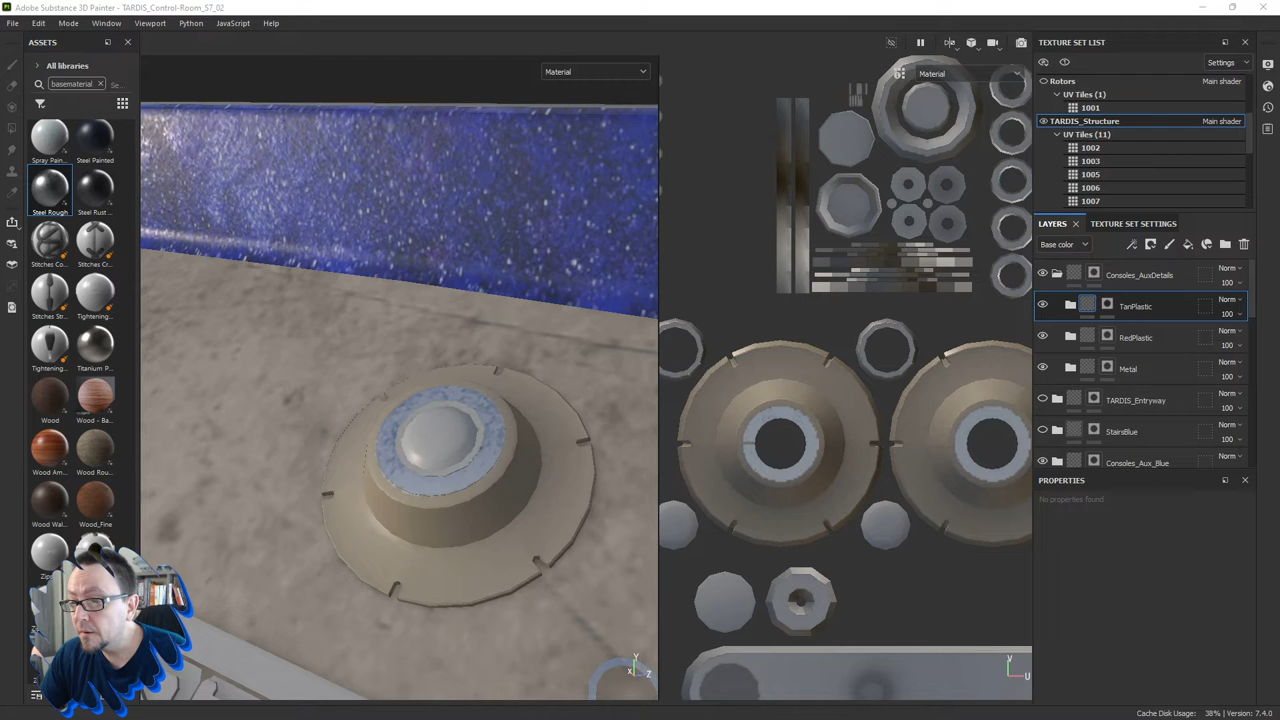 Adobe Substance 3D Painter - TARDIS_Control-Room_S7_02
File Edit Mode Window Viewport Python JavaScript Help
ASSETS
All libraries
basematerial
Se...
Spray Pain... Steel Painted
Steel Rough Steel Rust ...
Stitches Co... Stitches Cr...
Stitches Str... Tightening...
Tightening... Titanium P...
Wood Wood - Ba...
Wood Am... Wood Rou...
Wood Wal... Wood_Fine
Material
Material
Y
X Z
V
U
TEXTURE SET LIST
Settings
Rotors Main shader
UV Tiles (1)
1001
TARDIS_Structure Main shader
UV Tiles (11)
1002
1003
1005
1006
1007
LAYERS TEXTURE SET SETTINGS
Base color
Consoles_AuxDetails Norm 100
TanPlastic Norm 100
RedPlastic Norm 100
Metal Norm 100
TARDIS_Entryway Norm 100
StairsBlue Norm 100
Consoles_Aux_Blue Norm
PROPERTIES
No properties found
Cache Disk Usage: 38% | Version: 7.4.0